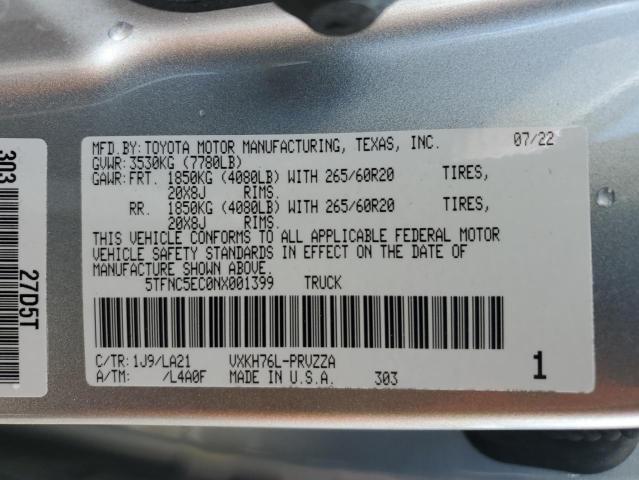 MFD.BY:TOYOTA MOTOR MANUFACTURING, TEXAS, INC. 07/22
GVWR:3530KG (7780LB)
GAWR:FRT. 1850KG (4080LB) WITH 265/60R20 TIRES,
20X8J RIMS.
RR. 1850KG (4080LB) WITH 265/60R20 TIRES,
20X8J RIMS.
THIS VEHICLE CONFORMS TO ALL APPLICABLE FEDERAL MOTOR
VEHICLE SAFETY STANDARDS IN EFFECT ON THE DATE OF
MANUFACTURE SHOWN ABOVE.
5TFNC5EC0NX001399 TRUCK
C/TR:1J9/LA21 VXKH76L-PRVZZA
A/TM: /L4A0F MADE IN U.S.A. 303
1
303
27D5T